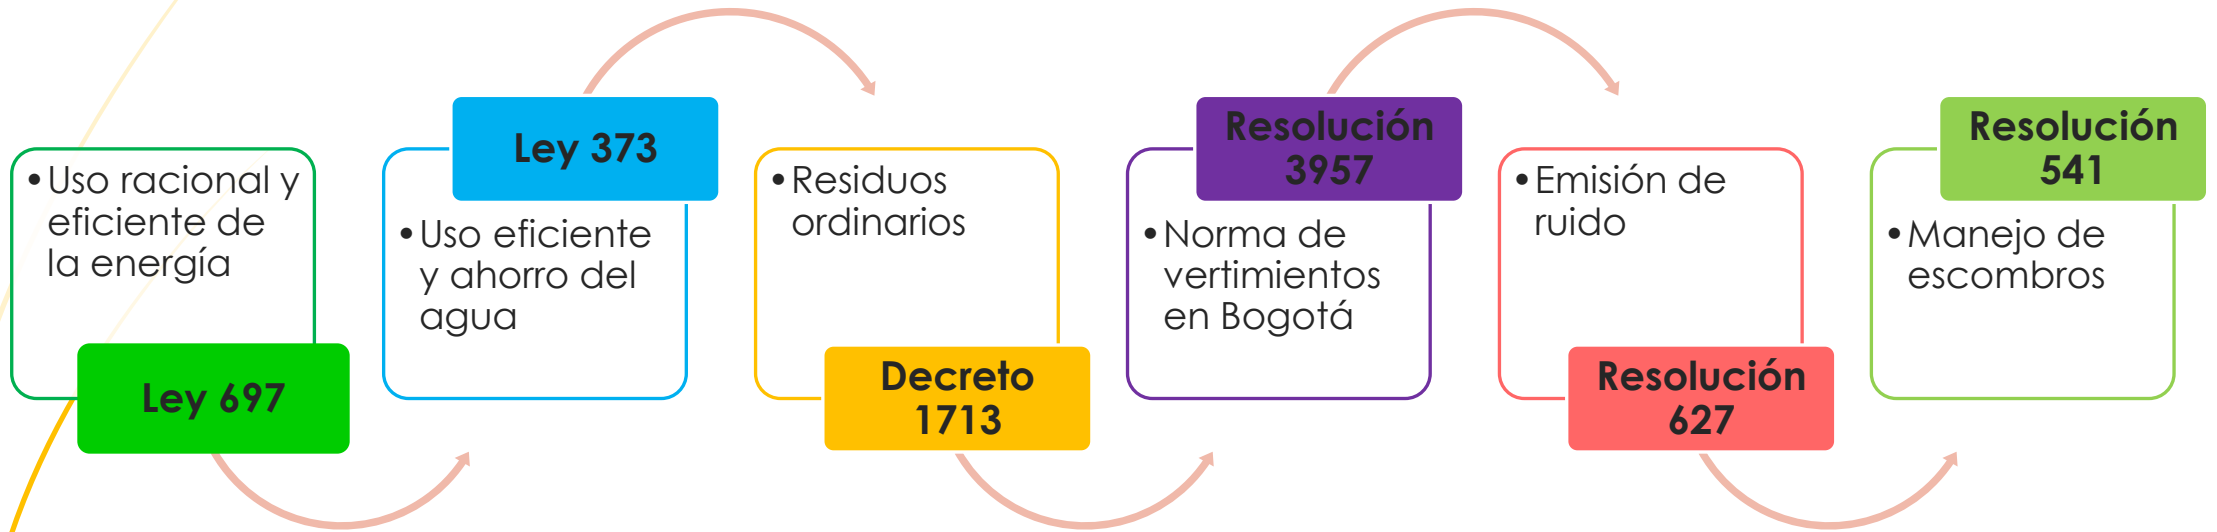 •Uso racional y
eficiente de
la energía
Ley 697
Ley 373
•Uso eficiente
y ahorro del
agua
•Residuos
ordinarios
Decreto
1713
Resolución
3957
•Norma de
vertimientos
en Bogotá
•Emisión de
ruido
Resolución
627
Resolución
541
•Manejo de
escombros